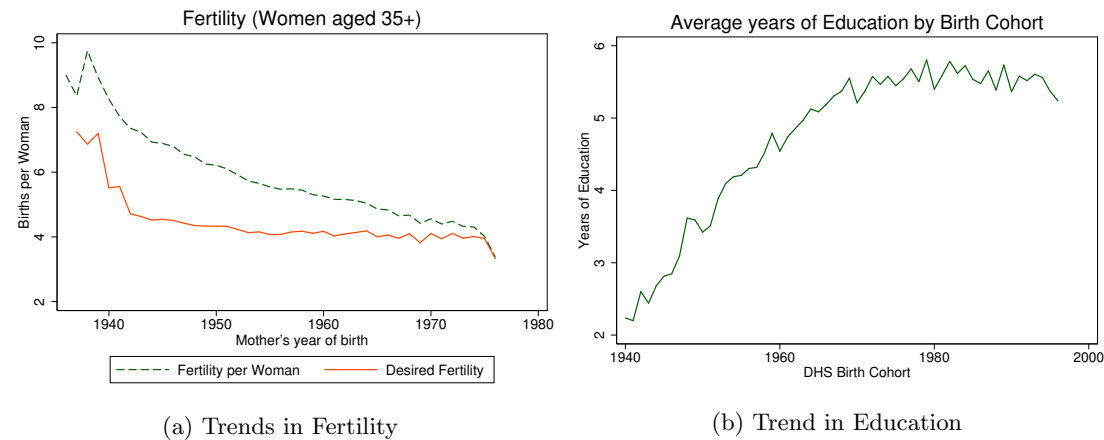 Fertility (Women aged 35+)
Births per Woman
10
8
6
4
2
1940 1950 1960 1970 1980
Mother's year of birth
Fertility per Woman Desired Fertility
(a) Trends in Fertility
Average years of Education by Birth Cohort
Years of Education
6
5
4
3
2
1940 1960 1980 2000
DHS Birth Cohort
(b) Trend in Education